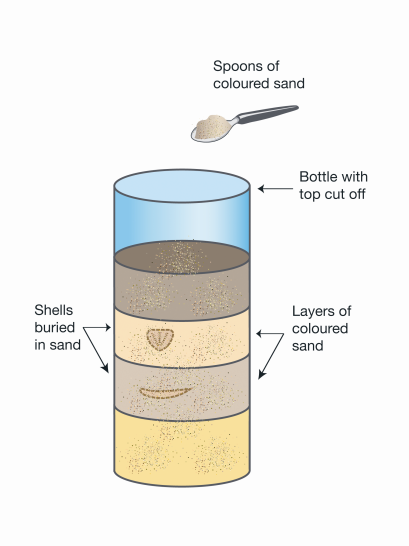 Spoons of
coloured sand
Bottle with
top cut off
Shells
buried
in sand
Layers of
coloured
sand